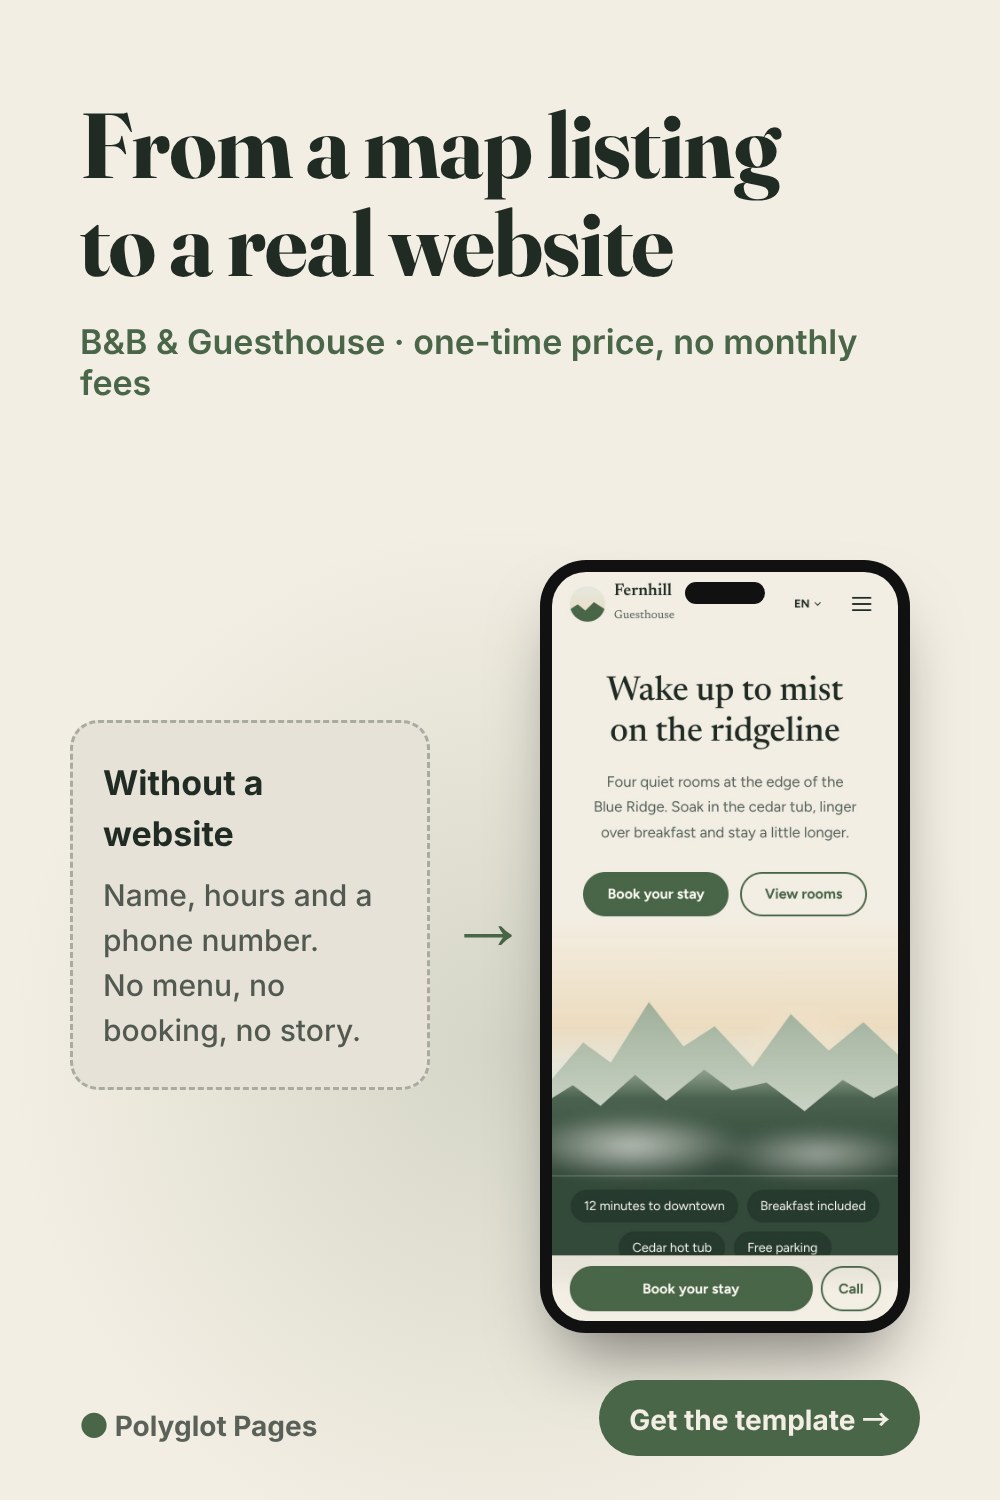 From a map listing
to a real website
B&B & Guesthouse · one-time price, no monthly
fees
Without a
website
Name, hours and a
phone number.
No menu, no
booking, no story.
→
Fernhill
Guesthouse
EN
Wake up to mist
on the ridgeline
Four quiet rooms at the edge of the
Blue Ridge. Soak in the cedar tub, linger
over breakfast and stay a little longer.
Book your stay
View rooms
12 minutes to downtown
Breakfast included
Cedar hot tub
Free parking
Book your stay
Call
Polyglot Pages
Get the template →